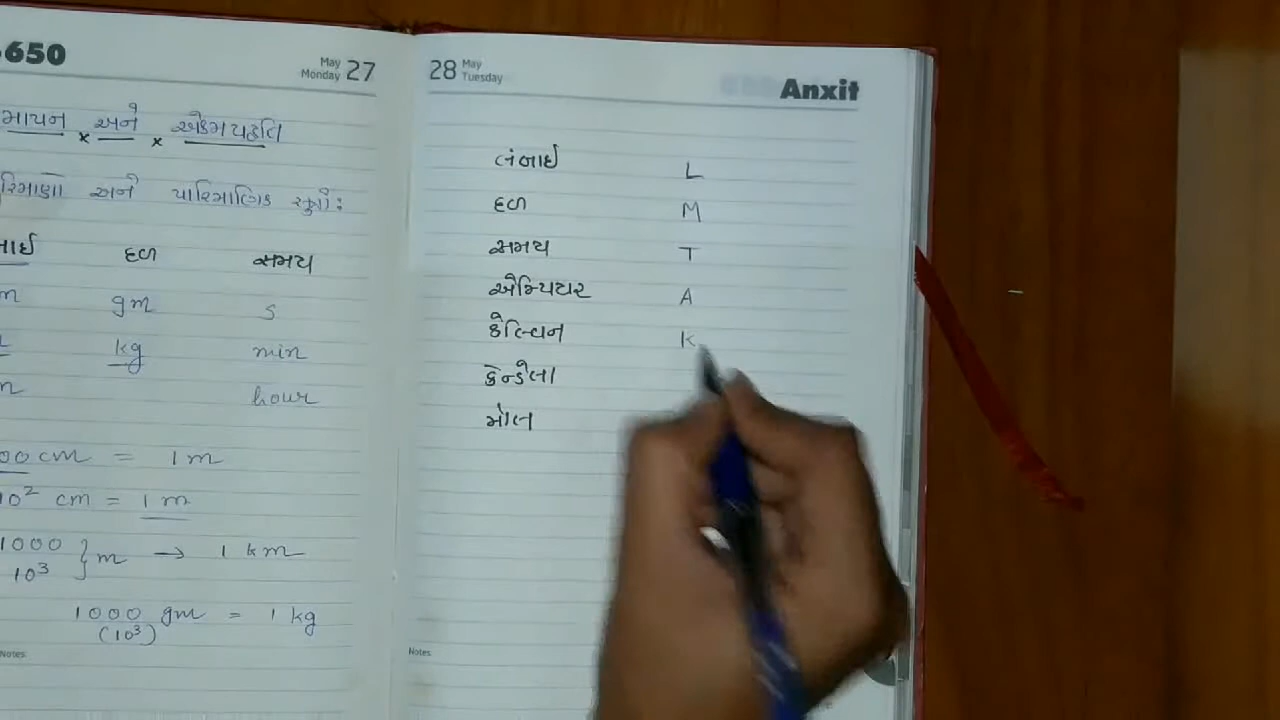 650
May
Monday 27
માપન અને એકમ પદ્ધતિ
અને પારિમાણિક સૂત્રો:
દળ સમય
gm s
kg min
hour
00 cm = 1 m
10² cm = 1 m
1000
10³ } m → 1 km
1000 gm = 1 kg
(10³)
Notes
28 May
Tuesday
Anxit
લંબાઈ L
દળ M
સમય T
એમ્પિયર A
કેલ્વિન K
કેન્ડેલા
મોલ
Notes